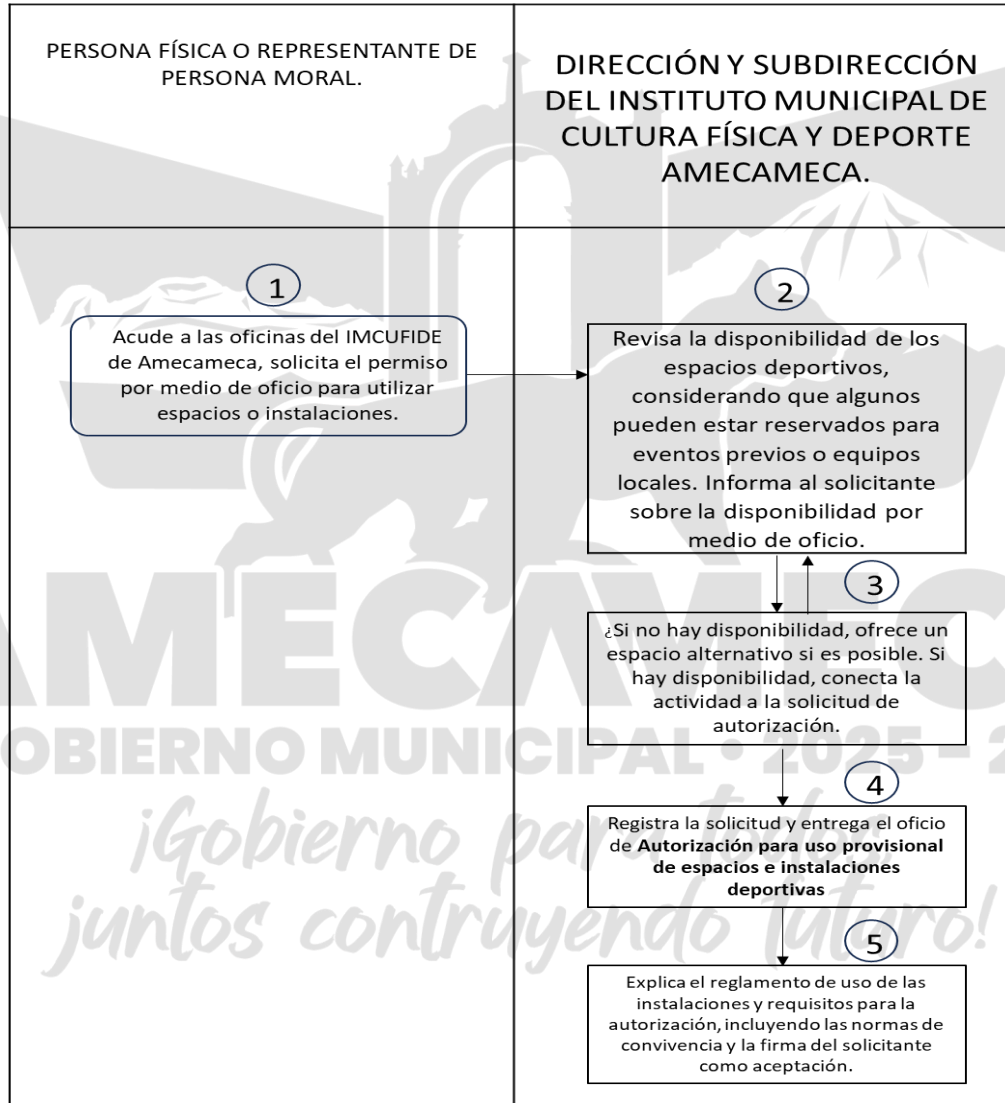 PERSONA FÍSICA O REPRESENTANTE DE
PERSONA MORAL.
DIRECCIÓN Y SUBDIRECCIÓN
DEL INSTITUTO MUNICIPAL DE
CULTURA FÍSICA Y DEPORTE
AMECAMECA.
1
Acude a las oficinas del IMCUFIDE
de Amecameca, solicita el permiso
por medio de oficio para utilizar
espacios o instalaciones.
2
Revisa la disponibilidad de los
espacios deportivos,
considerando que algunos
pueden estar reservados para
eventos previos o equipos
locales. Informa al solicitante
sobre la disponibilidad por
medio de oficio.
3
¿Si no hay disponibilidad, ofrece un
espacio alternativo si es posible. Si
hay disponibilidad, conecta la
actividad a la solicitud de
autorización.
4
Registra la solicitud y entrega el oficio
de Autorización para uso provisional
de espacios e instalaciones
deportivas
5
Explica el reglamento de uso de las
instalaciones y requisitos para la
autorización, incluyendo las normas de
convivencia y la firma del solicitante
como aceptación.
AMECAMEC
OBIERNO MUNICIPAL • 2025 - 2
¡Gobierno para todos,
juntos contruyendo futuro!